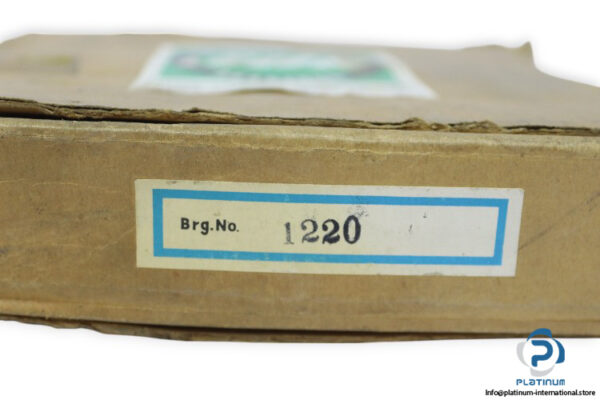 Brg.No. 1220
PLATINUM
Info@platinum-international.store